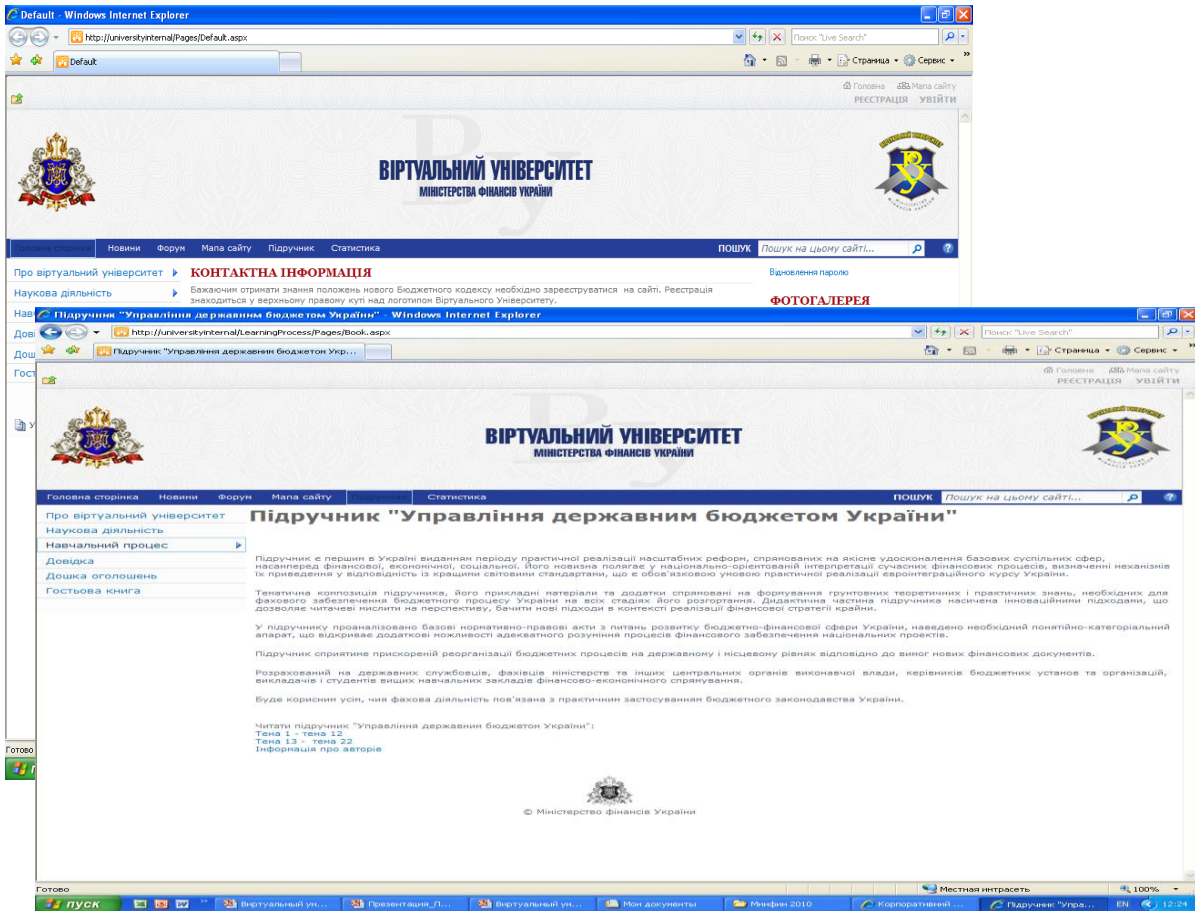 Default - Windows Internet Explorer
http://universityinternal/Pages/Default.aspx
Поиск "Live Search"
Default
Страница
Сервис
Головна Мапа сайту
РЕЄСТРАЦІЯ УВІЙТИ
ВІРТУАЛЬНИЙ УНІВЕРСИТЕТ
МІНІСТЕРСТВА ФІНАНСІВ УКРАЇНИ
Головна сторінка Новини Форум Мапа сайту Підручник Статистика ПОШУК Пошук на цьому сайті...
Про віртуальний університет КОНТАКТНА ІНФОРМАЦІЯ Відновлення паролю
Бажаючим отримати знання положень нового Бюджетного кодексу необхідно зареєструватися на сайті. Реєстрація
Наукова діяльність знаходиться у верхньому правому куті над логотипом Віртуального Університету. ФОТОГАЛЕРЕЯ
Нав
Дов
Дош
Гост
У
Готово
Підручник "Управління державним бюджетом України" - Windows Internet Explorer
http://universityinternal/LearningProcess/Pages/Book.aspx
Поиск "Live Search"
Підручник "Управління державним бюджетом Укр...
Страница
Сервис
Головна Мапа сайту
РЕЄСТРАЦІЯ УВІЙТИ
ВІРТУАЛЬНИЙ УНІВЕРСИТЕТ
МІНІСТЕРСТВА ФІНАНСІВ УКРАЇНИ
Головна сторінка Новини Форум Мапа сайту Підручник Статистика ПОШУК Пошук на цьому сайті...
Про віртуальний університет
Наукова діяльність
Навчальний процес
Довідка
Дошка оголошень
Гостьова книга
Підручник "Управління державним бюджетом України"
Підручник є першим в Україні виданням періоду практичної реалізації масштабних реформ, спрямованих на якісне удосконалення базових суспільних сфер,
насамперед фінансової, економічної, соціальної. Його новизна полягає у національно-орієнтованій інтерпретації сучасних фінансових процесів, визначенні механізмів
їх приведення у відповідність із кращими світовими стандартами, що є обов'язковою умовою практичної реалізації євроінтеграційного курсу України.
Тематична композиція підручника, його прикладні матеріали та додатки спрямовані на формування ґрунтовних теоретичних і практичних знань, необхідних для
фахового забезпечення бюджетного процесу України на всіх стадіях його розгортання. Дидактична частина підручника насичена інноваційними підходами, що
дозволяє читачеві мислити на перспективу, бачити нові підходи в контексті реалізації фінансової стратегії країни.
У підручнику проаналізовано базові нормативно-правові акти з питань розвитку бюджетно-фінансової сфери України, наведено необхідний понятійно-категоріальний
апарат, що відкриває додаткові можливості адекватного розуміння процесів фінансового забезпечення національних проектів.
Підручник сприятиме прискореній реорганізації бюджетних процесів на державному і місцевому рівнях відповідно до вимог нових фінансових документів.
Розрахований на державних службовців, фахівців міністерств та інших центральних органів виконавчої влади, керівників бюджетних установ та організацій,
викладачів і студентів вищих навчальних закладів фінансово-економічного спрямування.
Буде корисним усім, чия фахова діяльність пов'язана з практичним застосуванням бюджетного законодавства України.
Читати підручник "Управління державним бюджетом України":
Тема 1 - тема 12
Тема 13 - тема 22
Інформація про авторів
© Міністерство фінансів України
Готово Местная интрасеть 100%
пуск Виртуальный ун... Презентация_П... Виртуальный ун... Мои документы Минфин 2010 Корпоративний ... Підручник "Упра... EN 12:24